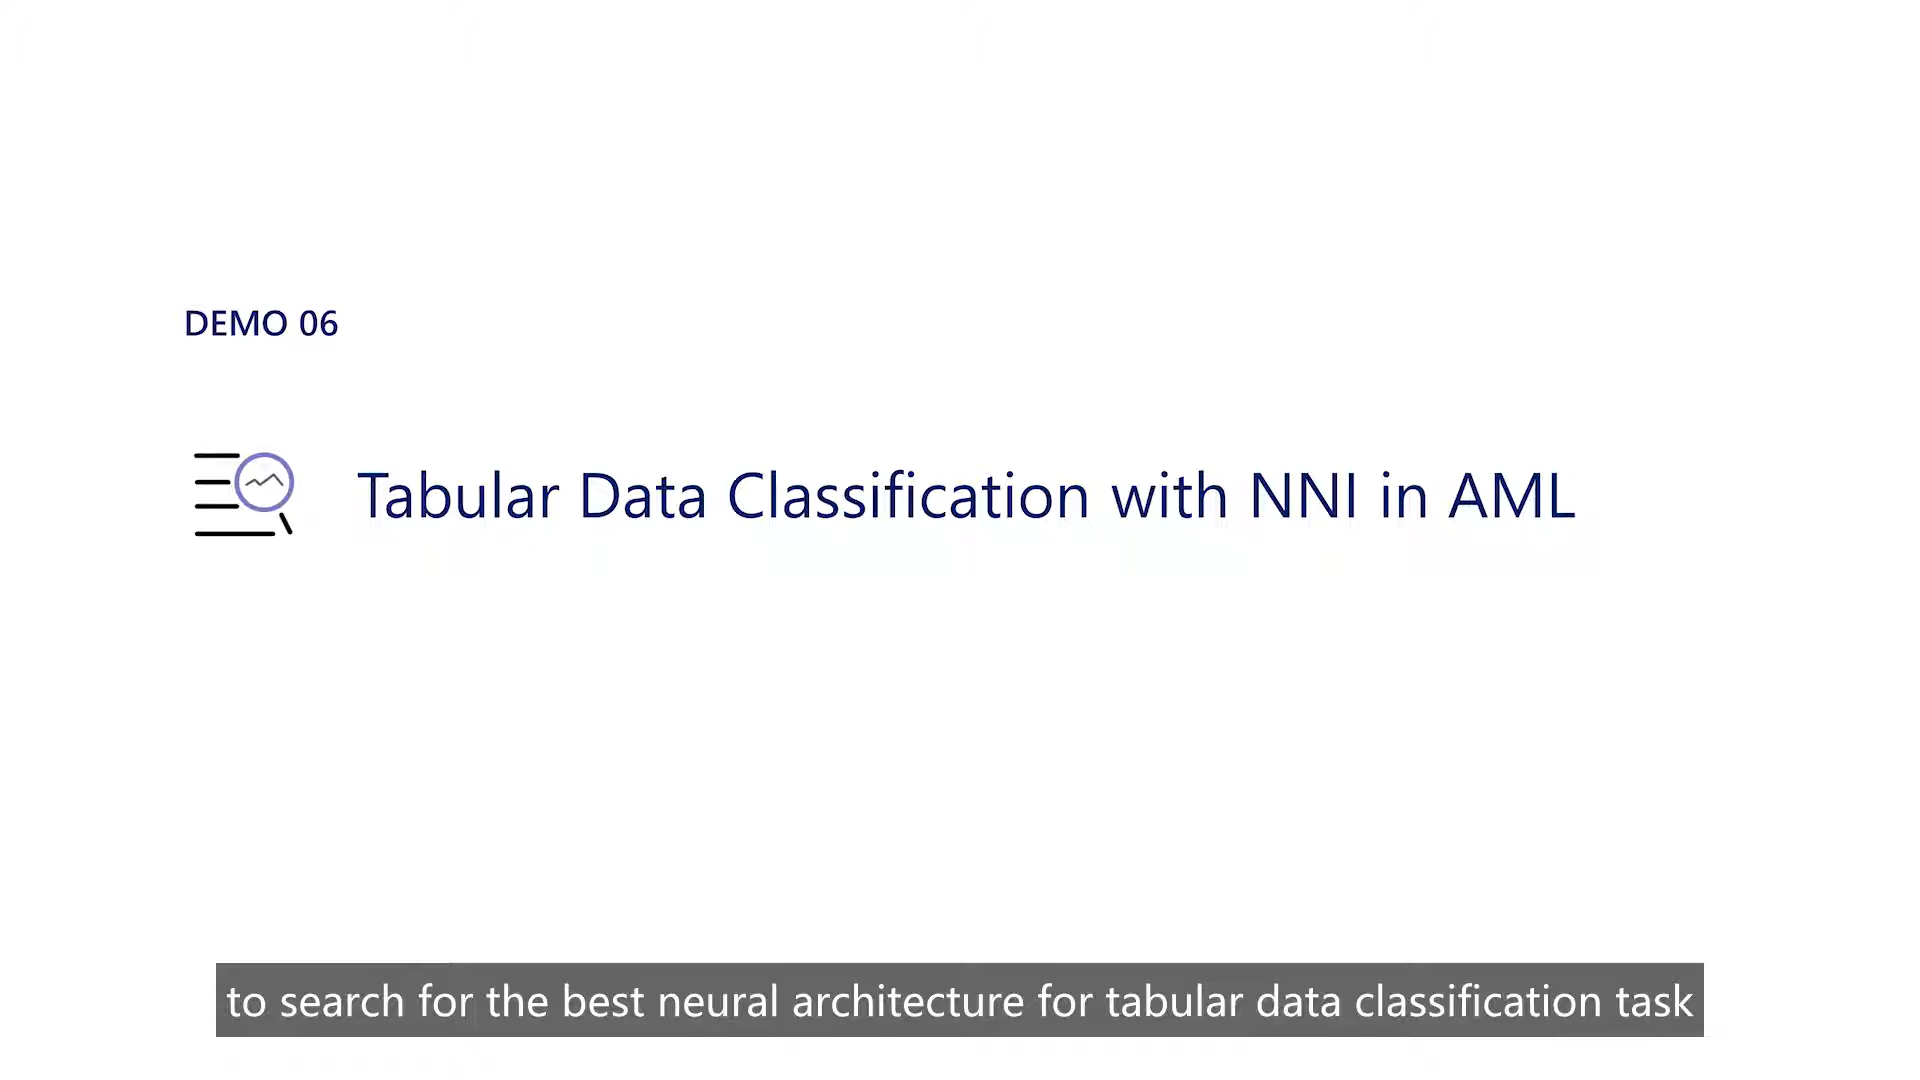 DEMO 06
Tabular Data Classification with NNI in AML
to search for the best neural architecture for tabular data classification task